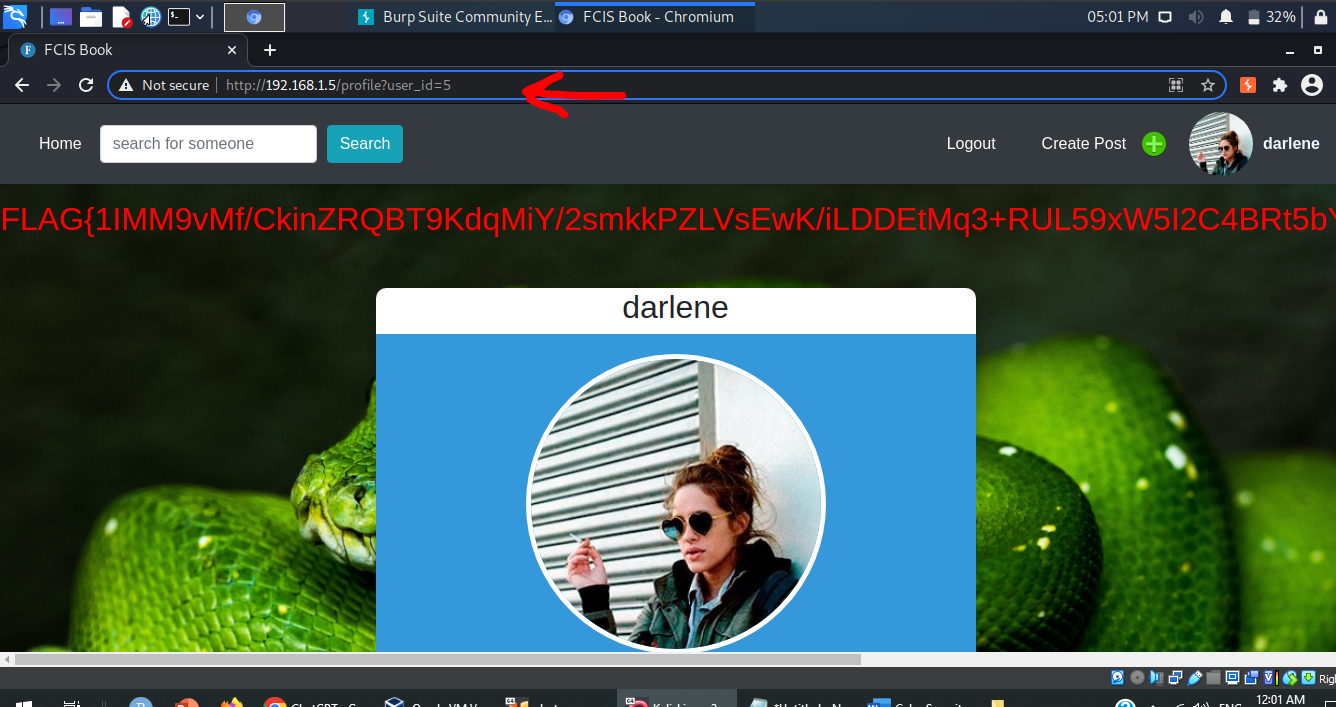 Burp Suite Community E...
FCIS Book - Chromium
05:01 PM
32%
FCIS Book
Not secure
http://192.168.1.5/profile?user_id=5
Home
search for someone
Search
Logout
Create Post
darlene
FLAG{1IMM9vMf/CkinZRQBT9KdqMiY/2smkkPZLVsEwK/iLDDEtMq3+RUL59xW5I2C4BRt5bY
darlene
12:01 AM